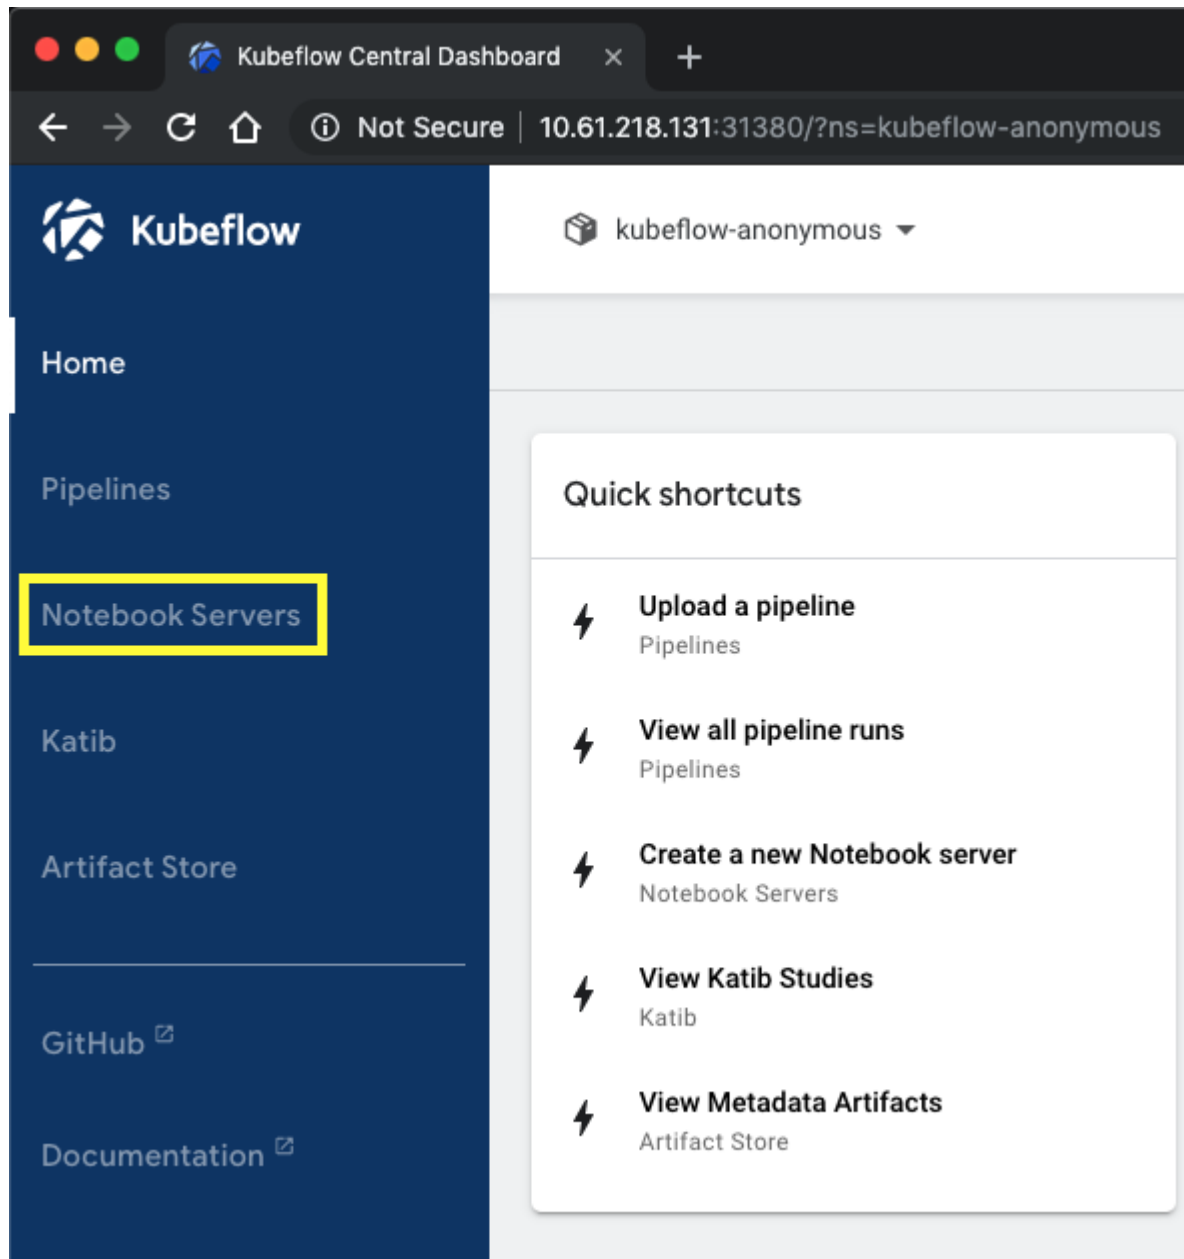 Kubeflow Central Dashboard
Not Secure | 10.61.218.131:31380/?ns=kubeflow-anonymous
Kubeflow
kubeflow-anonymous
Home
Pipelines
Notebook Servers
Katib
Artifact Store
GitHub
Documentation
Quick shortcuts
Upload a pipeline
Pipelines
View all pipeline runs
Pipelines
Create a new Notebook server
Notebook Servers
View Katib Studies
Katib
View Metadata Artifacts
Artifact Store